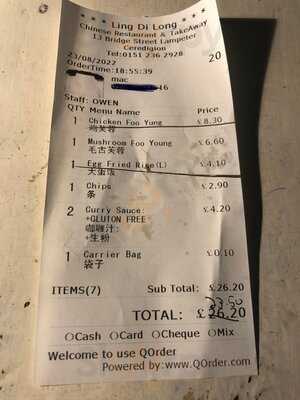 * * * Ling Di Long * * *
Chinese Restaurant & TakeAway
13 Bridge Street Lampeter
Ceredigion
Tel:0151 236 2928
23/08/2022 20
OrderTime:18:55:39
mac
46
Staff: OWEN
QTY Menu Name Price
1 Chicken Foo Yung £8.30
鸡芙蓉
1 Mushroom Foo Young £6.60
毛古芙蓉
1 Egg Fried Rice(L) £4.10
大蛋饭
1 Chips £2.90
条
2 Curry Sauce: £4.20
+GLUTON FREE
咖喱汁:
+生粉
1 Carrier Bag £0.10
袋子
ITEMS(7) Sub Total: £26.20
23.50
TOTAL: £26.20
OCash OCard OCheque OMix
Welcome to use QOrder
Powered by:www.QOrder.com